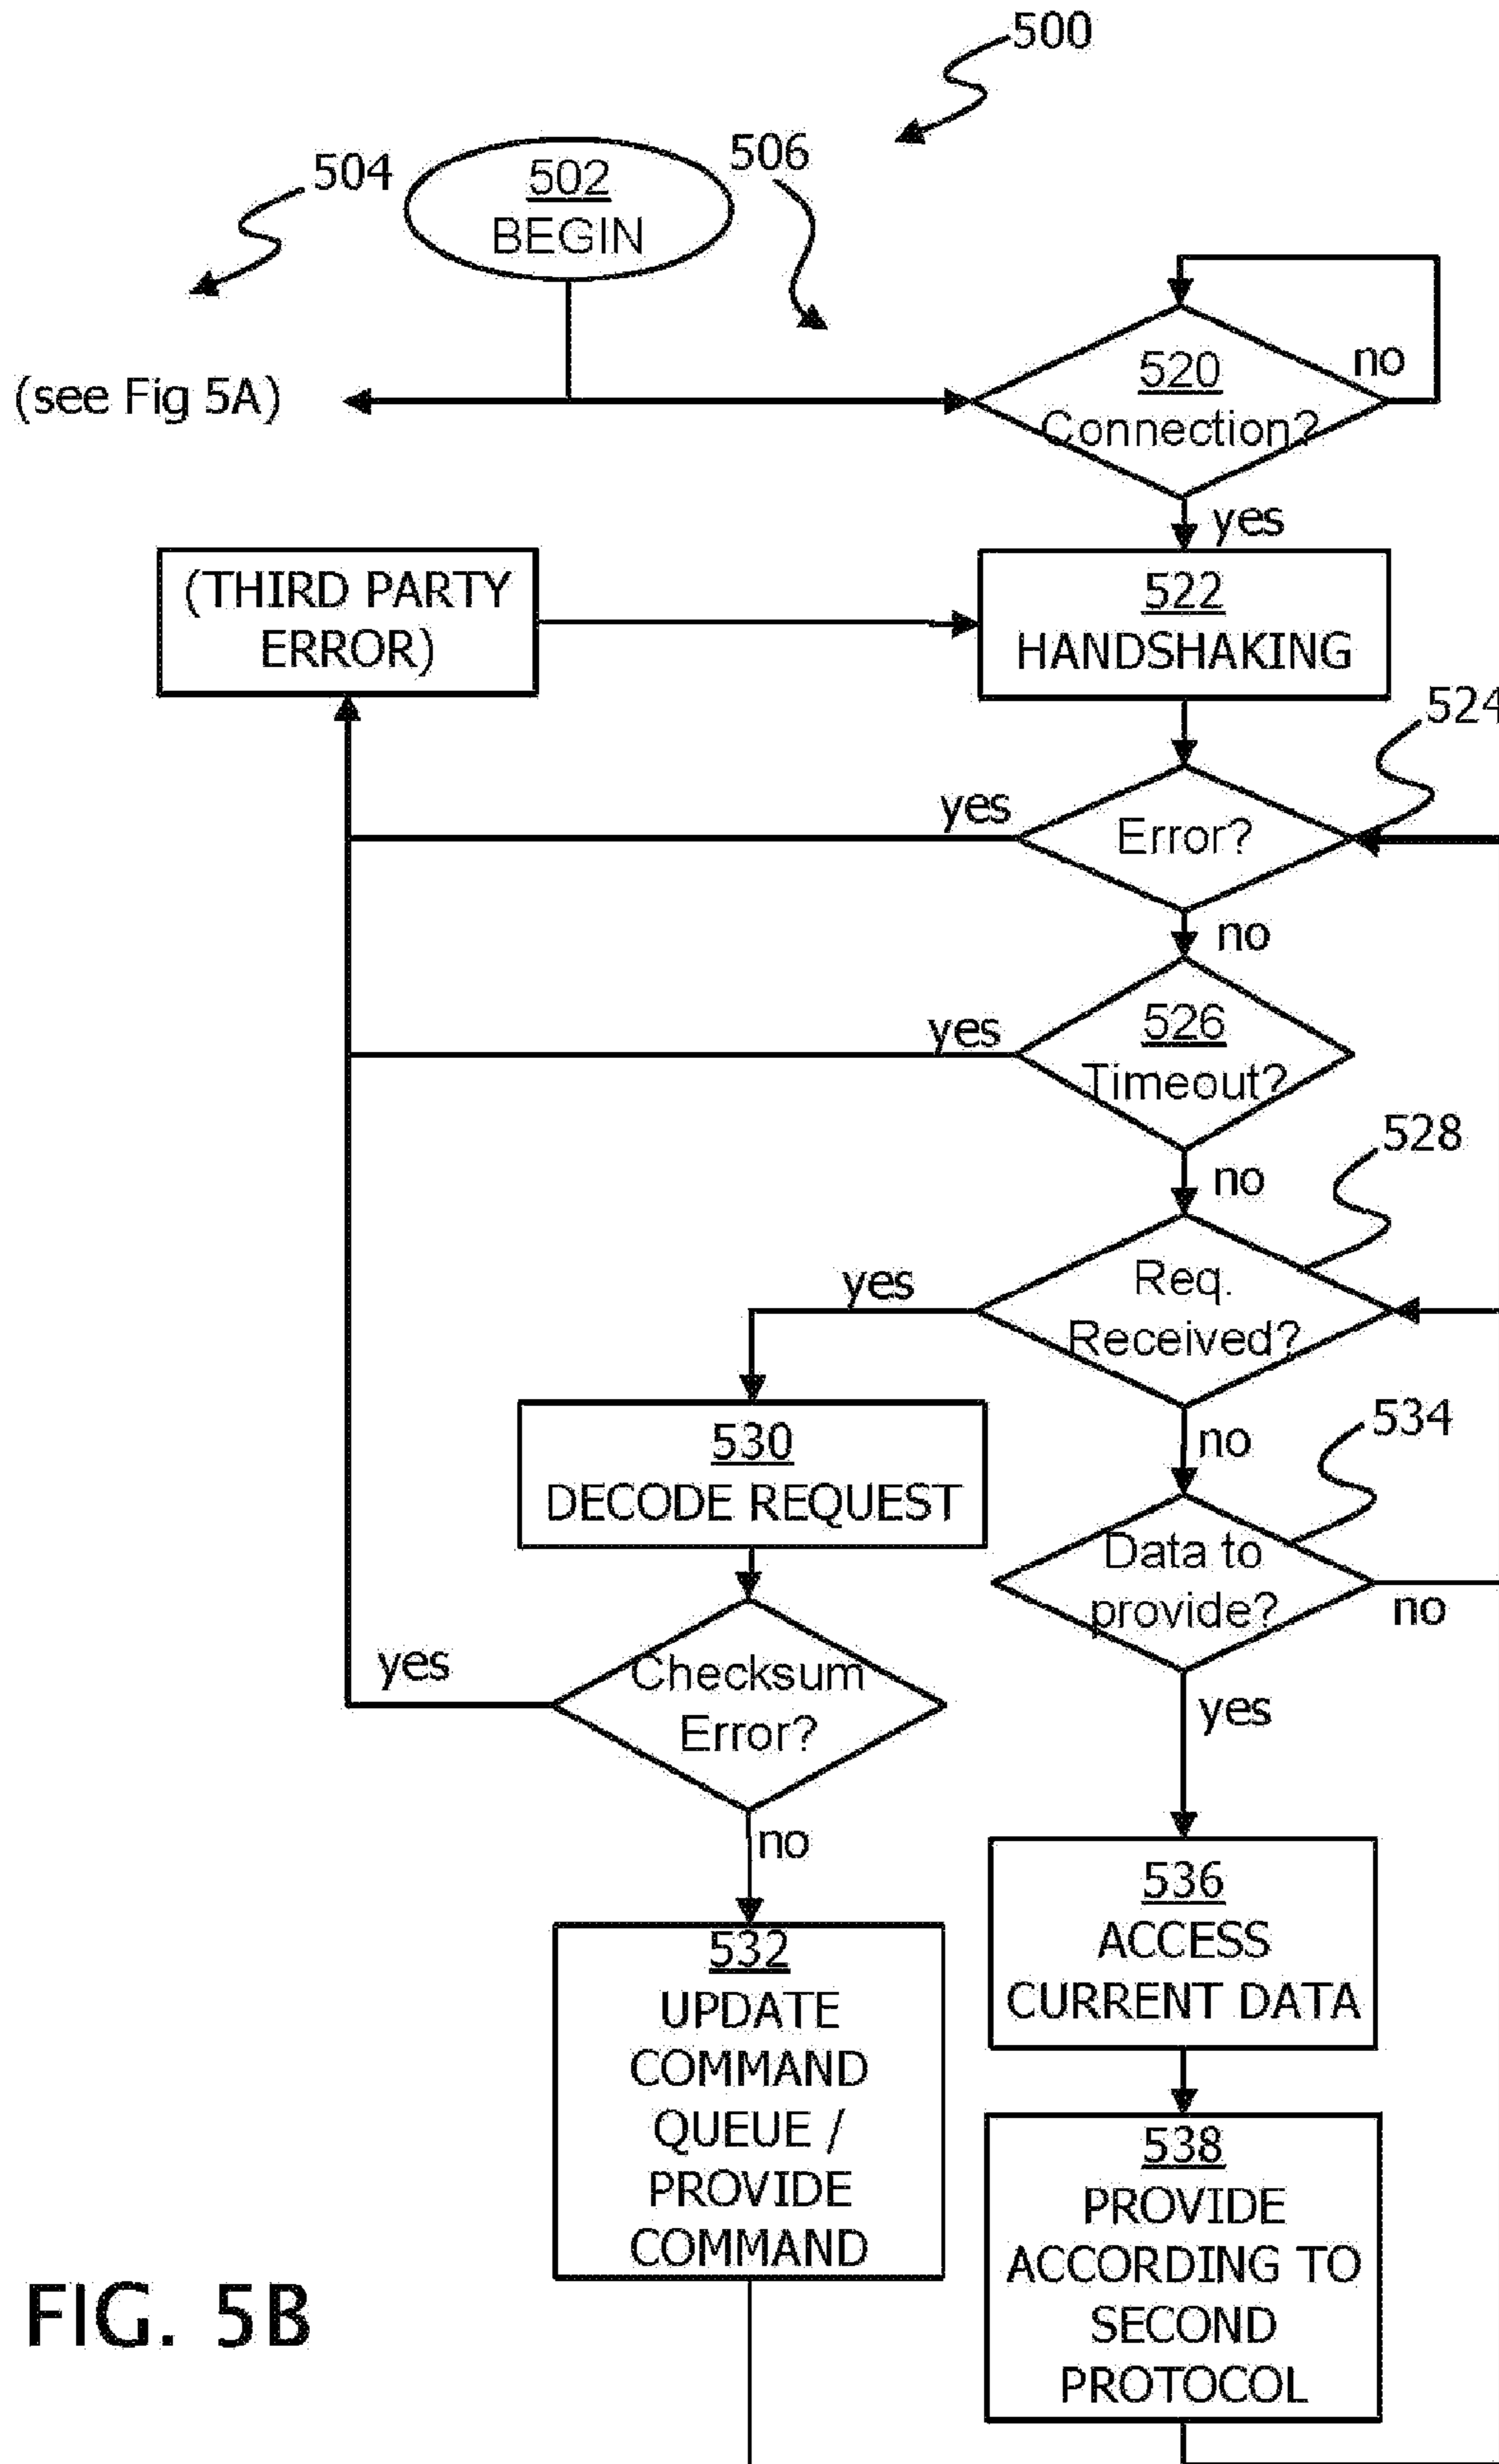 500
504
502
BEGIN
506
(see Fig 5A)
520
Connection?
no
yes
(THIRD PARTY
ERROR)
522
HANDSHAKING
524
yes
Error?
no
yes
526
Timeout?
528
no
yes
Req.
Received?
530
DECODE REQUEST
no
534
Data to
provide?
no
yes
Checksum
Error?
yes
no
536
ACCESS
CURRENT DATA
532
UPDATE
COMMAND
QUEUE /
PROVIDE
COMMAND
538
PROVIDE
ACCORDING TO
SECOND
PROTOCOL
FIG. 5B